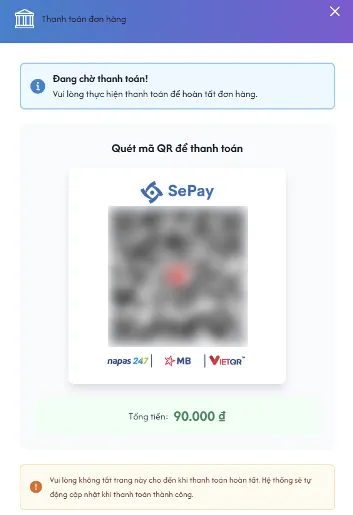 Thanh toán đơn hàng
Đang chờ thanh toán!
Vui lòng thực hiện thanh toán để hoàn tất đơn hàng.
Quét mã QR để thanh toán
SePay
napas 247 MB VIETQR™
Tổng tiền: 90.000 ₫
Vui lòng không tắt trang này cho đến khi thanh toán hoàn tất. Hệ thống sẽ tự
động cập nhật khi thanh toán thành công.